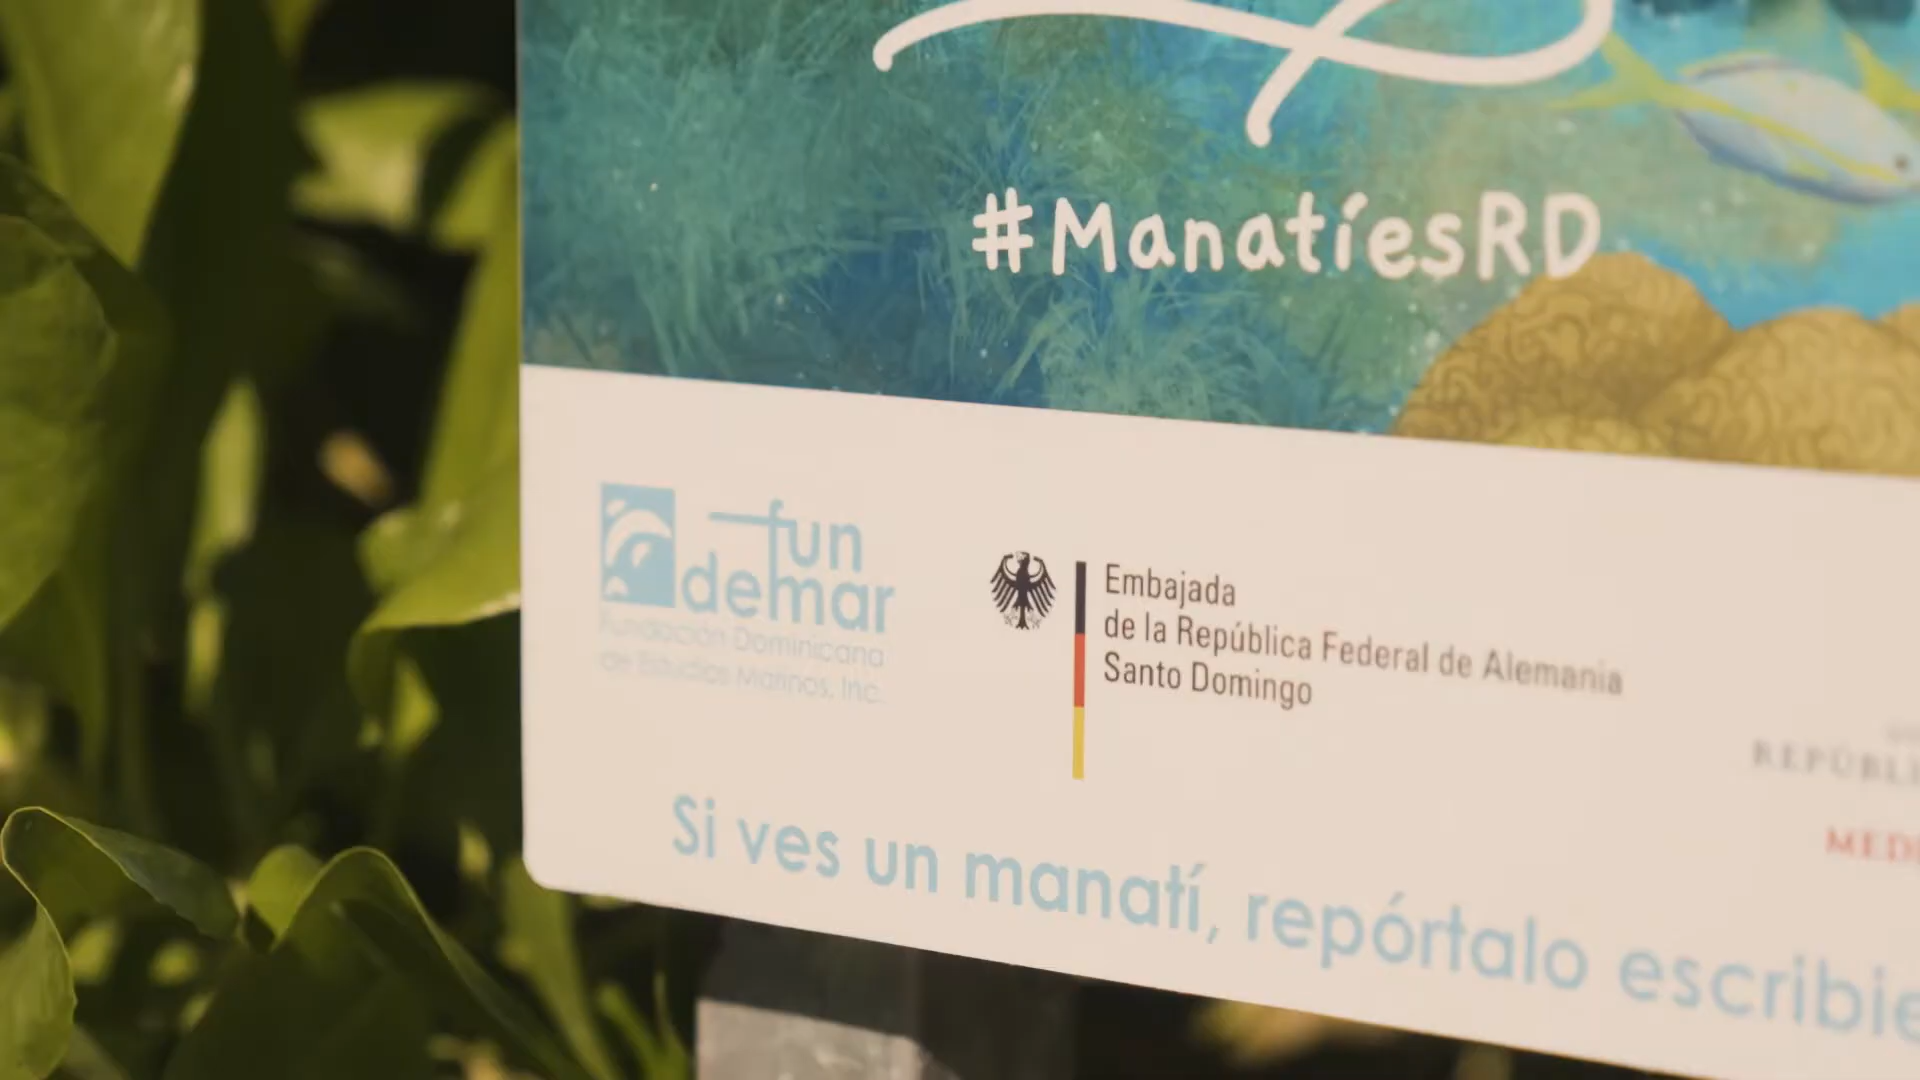 #ManatíesRD
fun
demar
Fundación Dominicana
de Estudios Marinos, Inc.
Embajada
de la República Federal de Alemania
Santo Domingo
Si ves un manatí, repórtalo